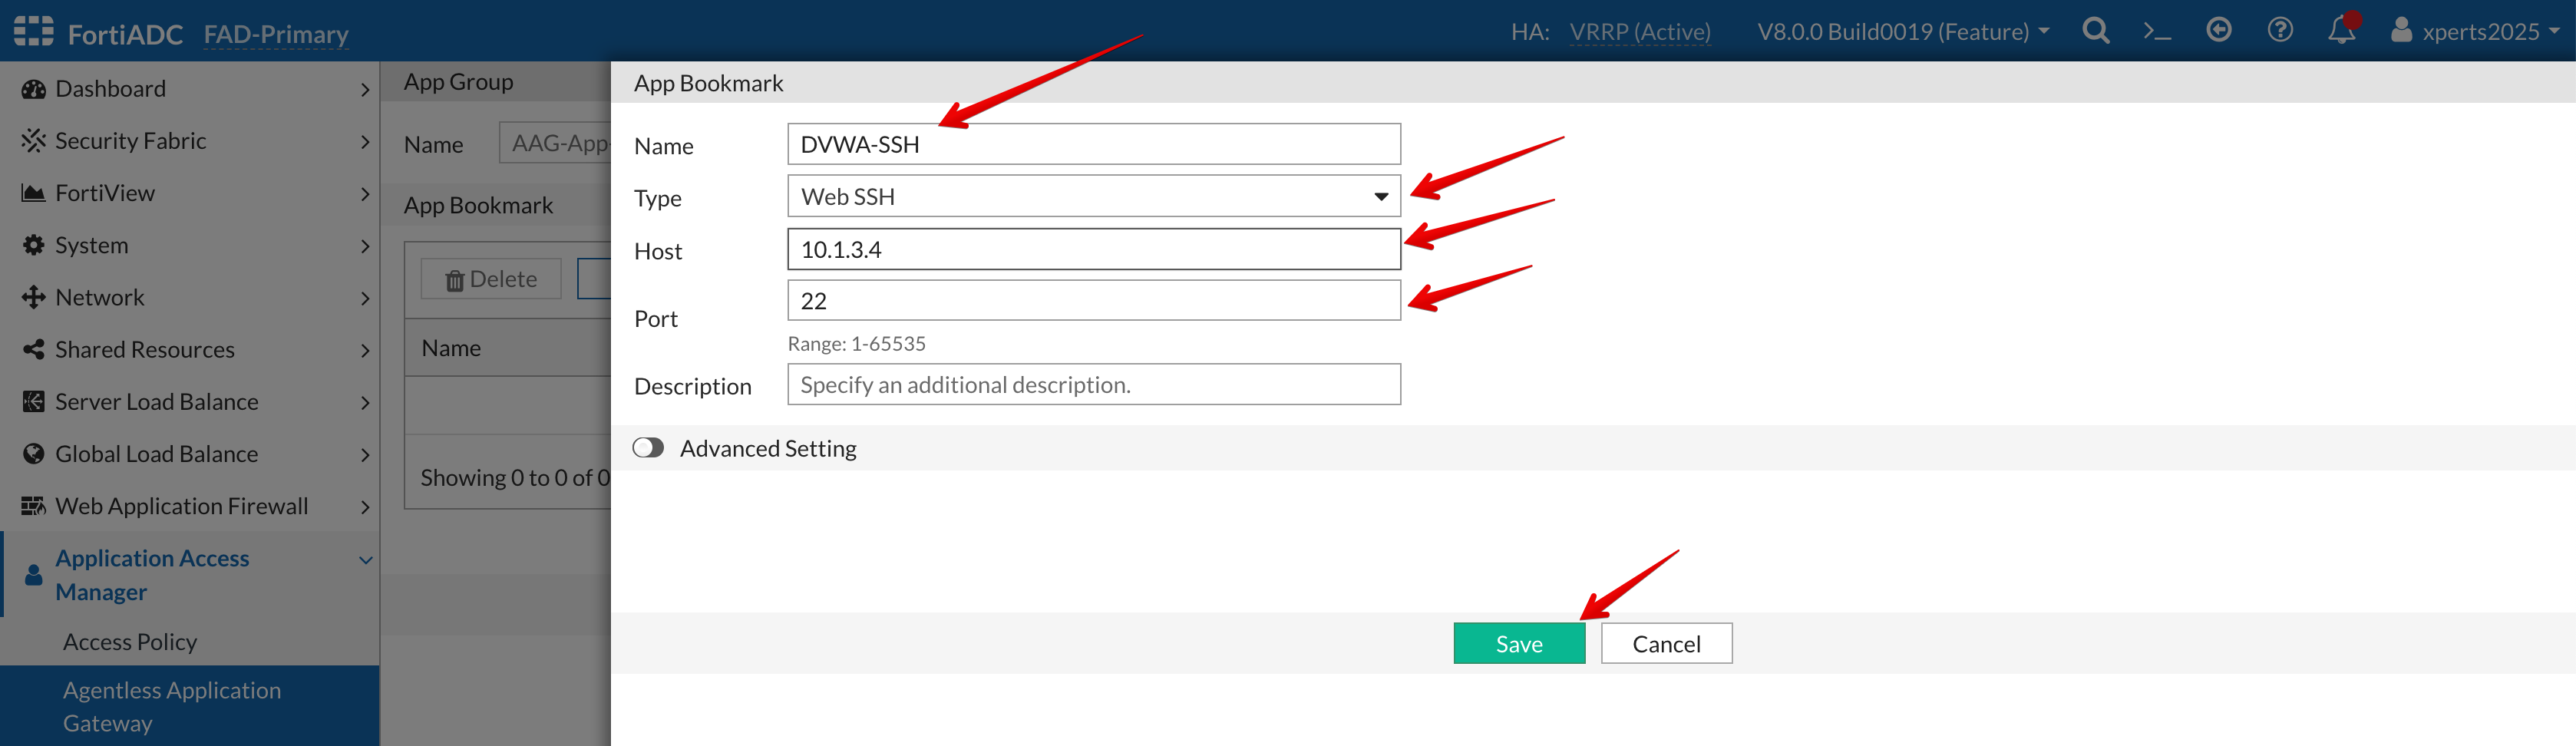 FortiADC FAD-Primary HA: VRRP (Active) V8.0.0 Build0019 (Feature) xperts2025
Dashboard
Security Fabric
FortiView
System
Network
Shared Resources
Server Load Balance
Global Load Balance
Web Application Firewall
Application Access
Manager
Access Policy
Agentless Application
Gateway
App Group
Name AAG-App-
App Bookmark
Delete
Name
Showing 0 to 0 of 0
App Bookmark
Name DVWA-SSH
Type Web SSH
Host 10.1.3.4
Port 22
Range: 1-65535
Description Specify an additional description.
Advanced Setting
Save Cancel